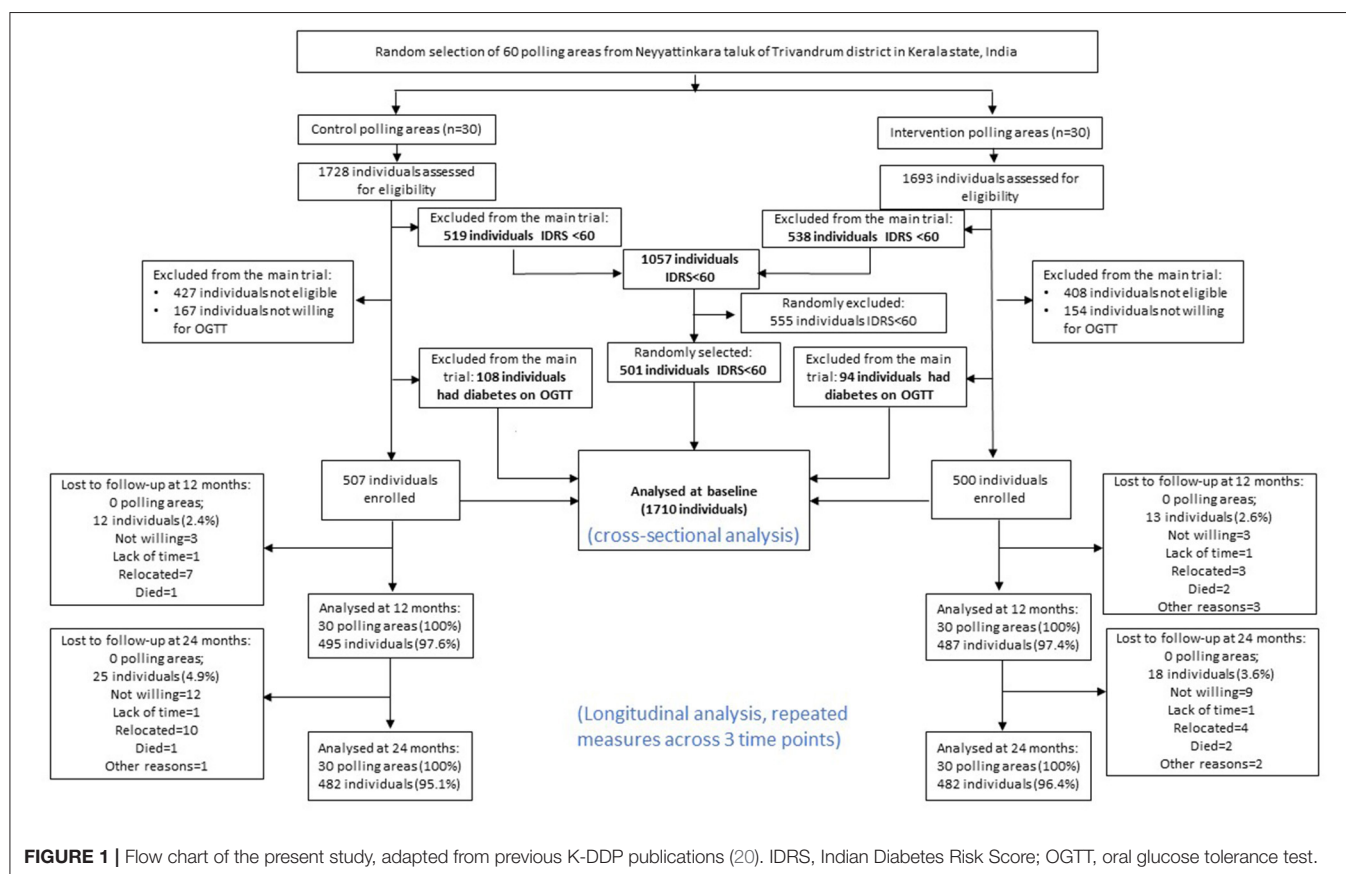 Random selection of 60 polling areas from Neyyattinkara taluk of Trivandrum district in Kerala state, India
Control polling areas (n=30)
Intervention polling areas (n=30)
1728 individuals assessed
for eligibility
1693 individuals assessed for
eligibility
Excluded from the main trial:
519 individuals IDRS <60
Excluded from the main trial:
538 individuals IDRS <60
1057 individuals
IDRS<60
Excluded from the main trial:
• 427 individuals not eligible
• 167 individuals not willing
for OGTT
Randomly excluded:
555 individuals IDRS<60
Excluded from the main trial:
• 408 individuals not eligible
• 154 individuals not willing
for OGTT
Excluded from the main
trial: 108 individuals
had diabetes on OGTT
Randomly selected:
501 individuals IDRS<60
Excluded from the main
trial: 94 individuals had
diabetes on OGTT
507 individuals
enrolled
Analysed at baseline
(1710 individuals)
(cross-sectional analysis)
500 individuals
enrolled
Lost to follow-up at 12 months:
0 polling areas;
12 individuals (2.4%)
Not willing=3
Lack of time=1
Relocated=7
Died=1
Lost to follow-up at 12 months:
0 polling areas;
13 individuals (2.6%)
Not willing=3
Lack of time=1
Relocated=3
Died=2
Other reasons=3
Analysed at 12 months:
30 polling areas (100%)
495 individuals (97.6%)
Analysed at 12 months:
30 polling areas (100%)
487 individuals (97.4%)
Lost to follow-up at 24 months:
0 polling areas;
25 individuals (4.9%)
Not willing=12
Lack of time=1
Relocated=10
Died=1
Other reasons=1
Lost to follow-up at 24 months:
0 polling areas;
18 individuals (3.6%)
Not willing=9
Lack of time=1
Relocated=4
Died=2
Other reasons=2
(Longitudinal analysis, repeated
measures across 3 time points)
Analysed at 24 months:
30 polling areas (100%)
482 individuals (95.1%)
Analysed at 24 months:
30 polling areas (100%)
482 individuals (96.4%)
FIGURE 1 | Flow chart of the present study, adapted from previous K-DDP publications (20). IDRS, Indian Diabetes Risk Score; OGTT, oral glucose tolerance test.